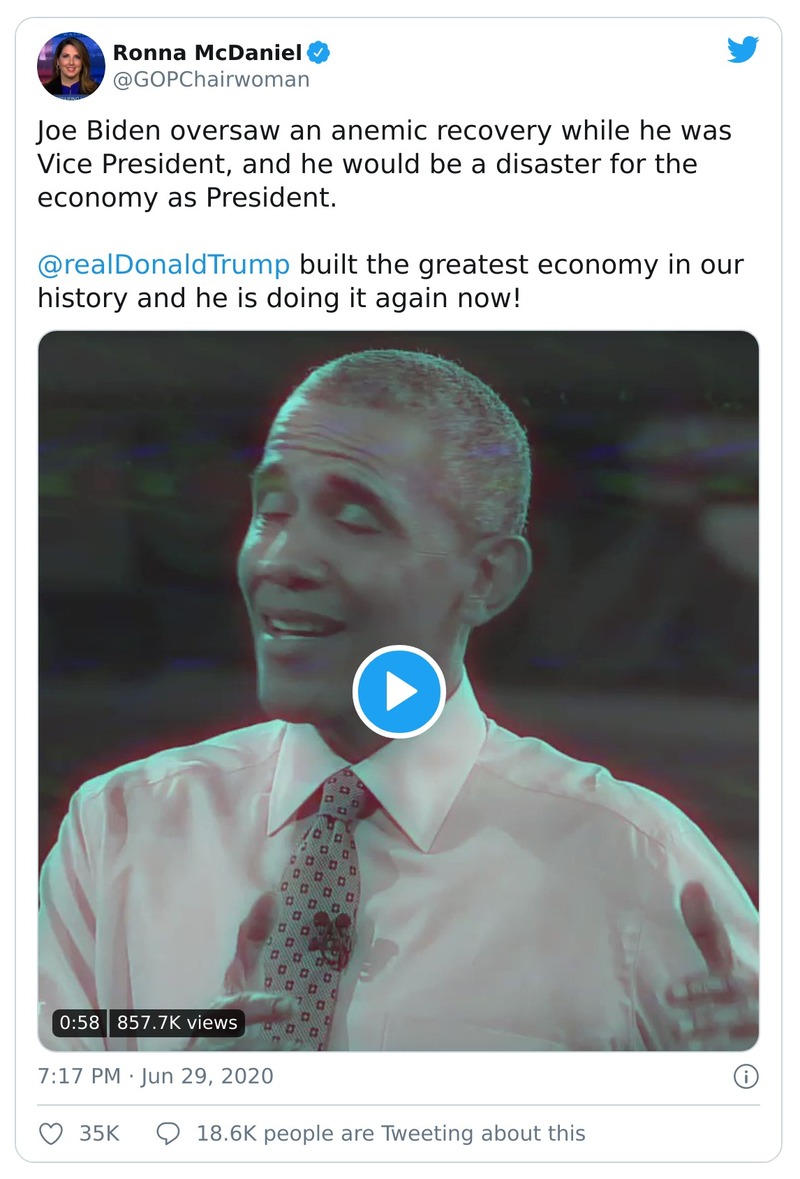 Ronna McDaniel
@GOPChairwoman
Joe Biden oversaw an anemic recovery while he was
Vice President, and he would be a disaster for the
economy as President.
@realDonaldTrump built the greatest economy in our
history and he is doing it again now!
0:58 857.7K views
7:17 PM · Jun 29, 2020
35K 18.6K people are Tweeting about this